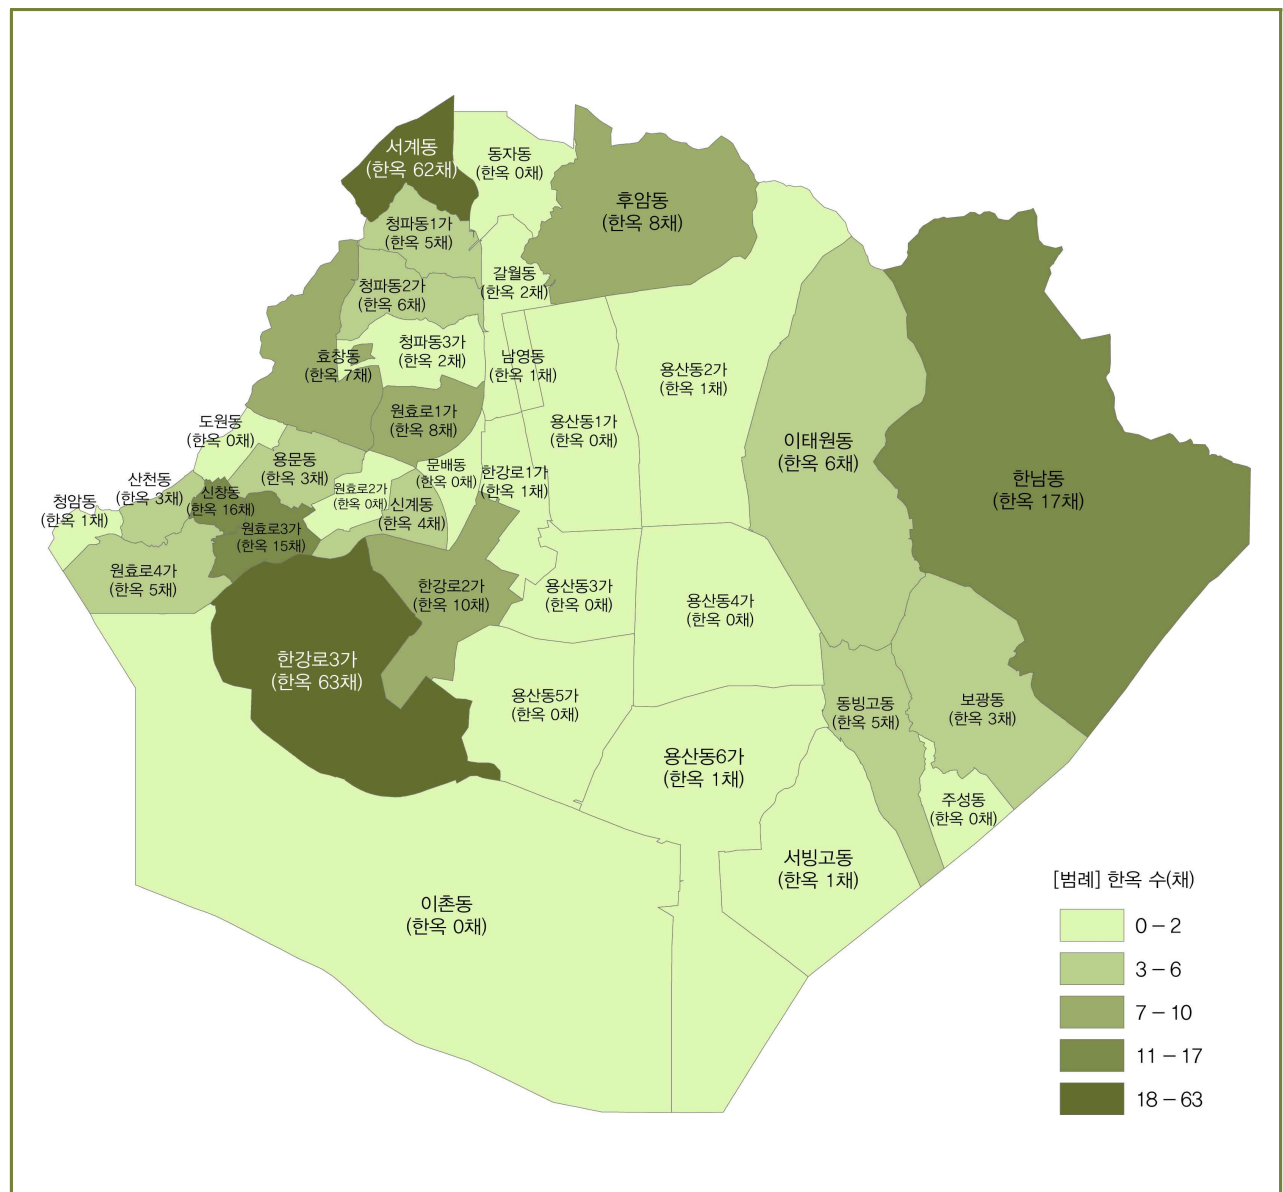 서계동
(한옥 62채)
동자동
(한옥 0채)
후암동
(한옥 8채)
청파동1가
(한옥 5채)
갈월동
(한옥 2채)
청파동2가
(한옥 6채)
청파동3가
(한옥 2채)
남영동
(한옥 1채)
효창동
(한옥 7채)
용산동2가
(한옥 1채)
원효로1가
(한옥 8채)
용산동1가
(한옥 0채)
도원동
(한옥 0채)
이태원동
(한옥 6채)
용문동
(한옥 3채)
문배동
(한옥 0채)
한강로1가
(한옥 1채)
한남동
(한옥 17채)
산천동
(한옥 3채)
신창동
(한옥 16채)
원효로2가
(한옥 0채)
신계동
(한옥 4채)
청암동
(한옥 1채)
원효로3가
(한옥 15채)
원효로4가
(한옥 5채)
한강로2가
(한옥 10채)
용산동3가
(한옥 0채)
용산동4가
(한옥 0채)
한강로3가
(한옥 63채)
용산동5가
(한옥 0채)
동빙고동
(한옥 5채)
보광동
(한옥 3채)
용산동6가
(한옥 1채)
주성동
(한옥 0채)
서빙고동
(한옥 1채)
이촌동
(한옥 0채)
[범례] 한옥 수(채)
0 – 2
3 – 6
7 – 10
11 – 17
18 – 63